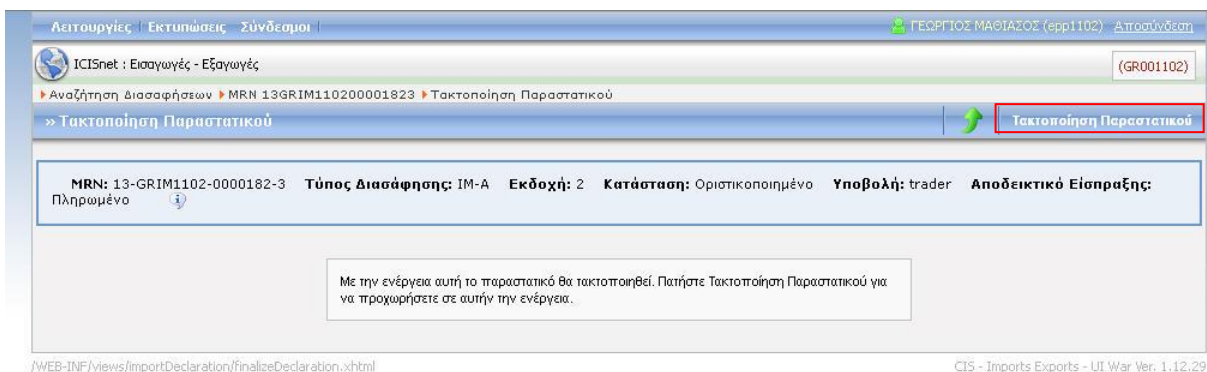 Λειτουργίες Εκτυπώσεις Σύνδεσμοι ΓΕΩΡΓΙΟΣ ΜΑΘΙΑΣΟΣ (epp1102) Αποσύνδεση
ICISnet : Εισαγωγές - Εξαγωγές (GR001102)
Αναζήτηση Διασαφήσεων MRN 13GRIM110200001823 Τακτοποίηση Παραστατικού
» Τακτοποίηση Παραστατικού Τακτοποίηση Παραστατικού
MRN: 13-GRIM1102-0000182-3 Τύπος Διασάφησης: IM-A Εκδοχή: 2 Κατάσταση: Οριστικοποιημένο Υποβολή: trader Αποδεικτικό Είσπραξης:
Πληρωμένο
Με την ενέργεια αυτή το παραστατικό θα τακτοποιηθεί. Πατήστε Τακτοποίηση Παραστατικού για
να προχωρήσετε σε αυτήν την ενέργεια.
/WEB-INF/views/importDeclaration/finalizeDeclaration.xhtml CIS - Imports Exports - UI War Ver. 1.12.29